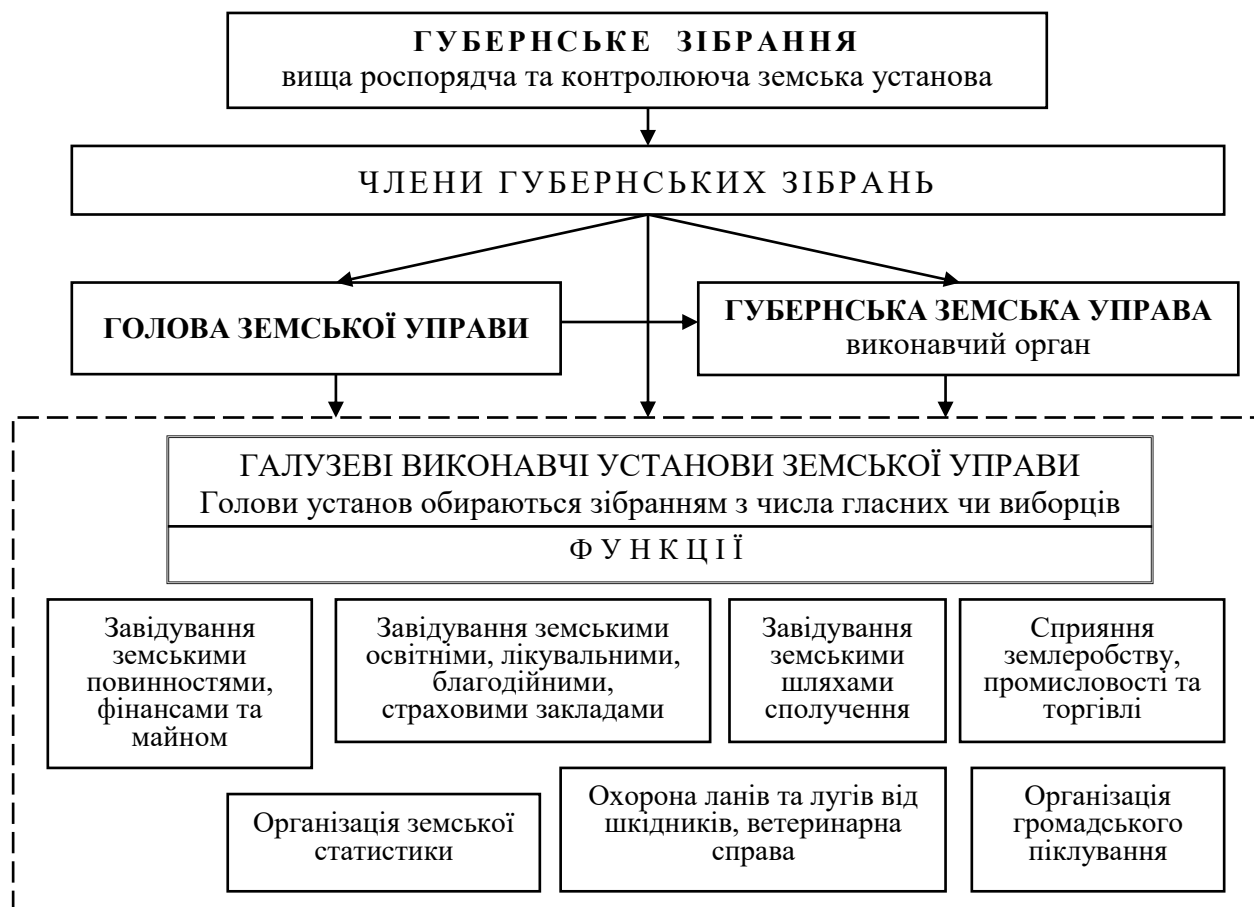 ГУБЕРНСЬКЕ ЗІБРАННЯ
вища роспорядча та контролююча земська установа
ЧЛЕНИ ГУБЕРНСЬКИХ ЗІБРАНЬ
ГОЛОВА ЗЕМСЬКОЇ УПРАВИ
ГУБЕРНСЬКА ЗЕМСЬКА УПРАВА
виконавчий орган
ГАЛУЗЕВІ ВИКОНАВЧІ УСТАНОВИ ЗЕМСЬКОЇ УПРАВИ
Голови установ обираються зібранням з числа гласних чи виборців
Ф У Н К Ц І Ї
Завідування
земськими
повинностями,
фінансами та
майном
Завідування земськими
освітніми, лікувальними,
благодійними,
страховими закладами
Завідування
земськими
шляхами
сполучення
Сприяння
землеробству,
промисловості та
торгівлі
Організація земської
статистики
Охорона ланів та лугів від
шкідників, ветеринарна
справа
Організація
громадського
піклування